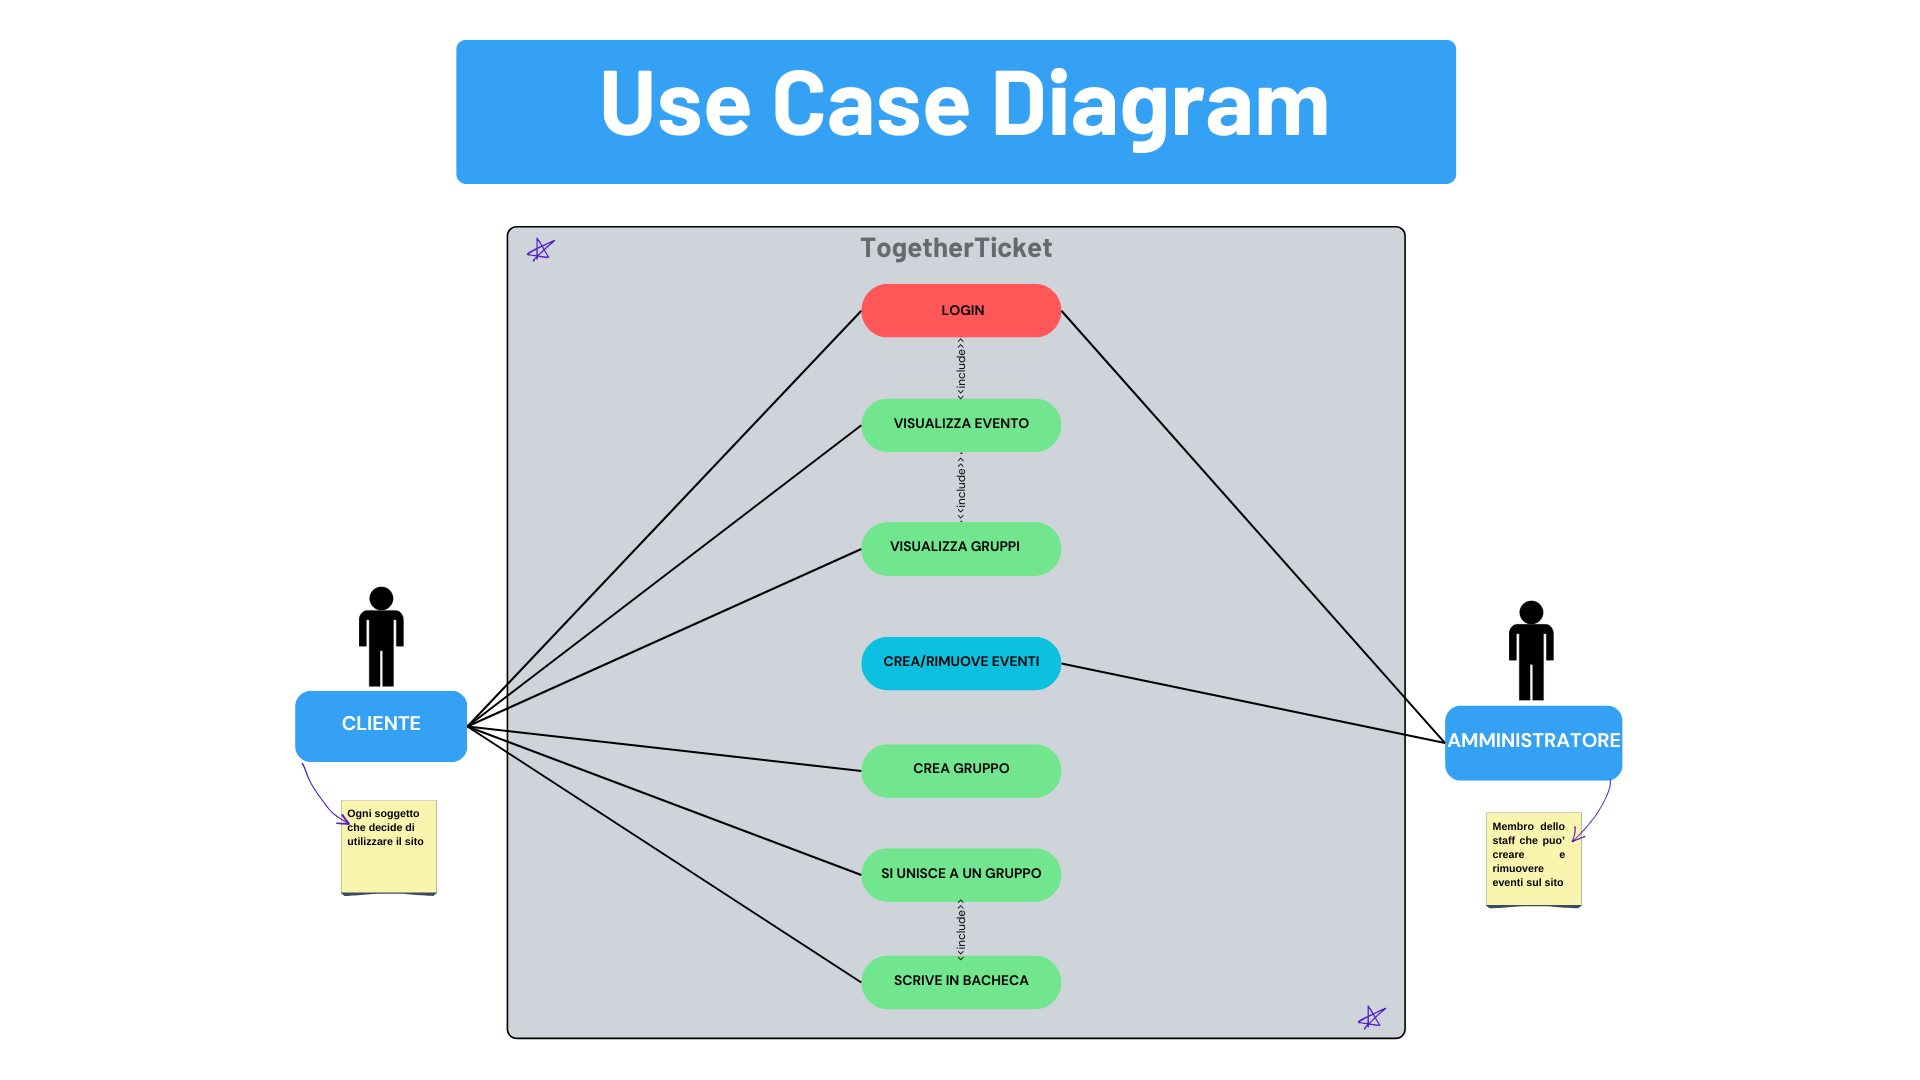 Use Case Diagram
TogetherTicket
LOGIN
<<include>>
VISUALIZZA EVENTO
<<include>>
VISUALIZZA GRUPPI
CREA/RIMUOVE EVENTI
CLIENTE
AMMINISTRATORE
CREA GRUPPO
Ogni soggetto
che decide di
utilizzare il sito
Membro dello
staff che puo'
creare e
rimuovere
eventi sul sito
SI UNISCE A UN GRUPPO
<<include>>
SCRIVE IN BACHECA